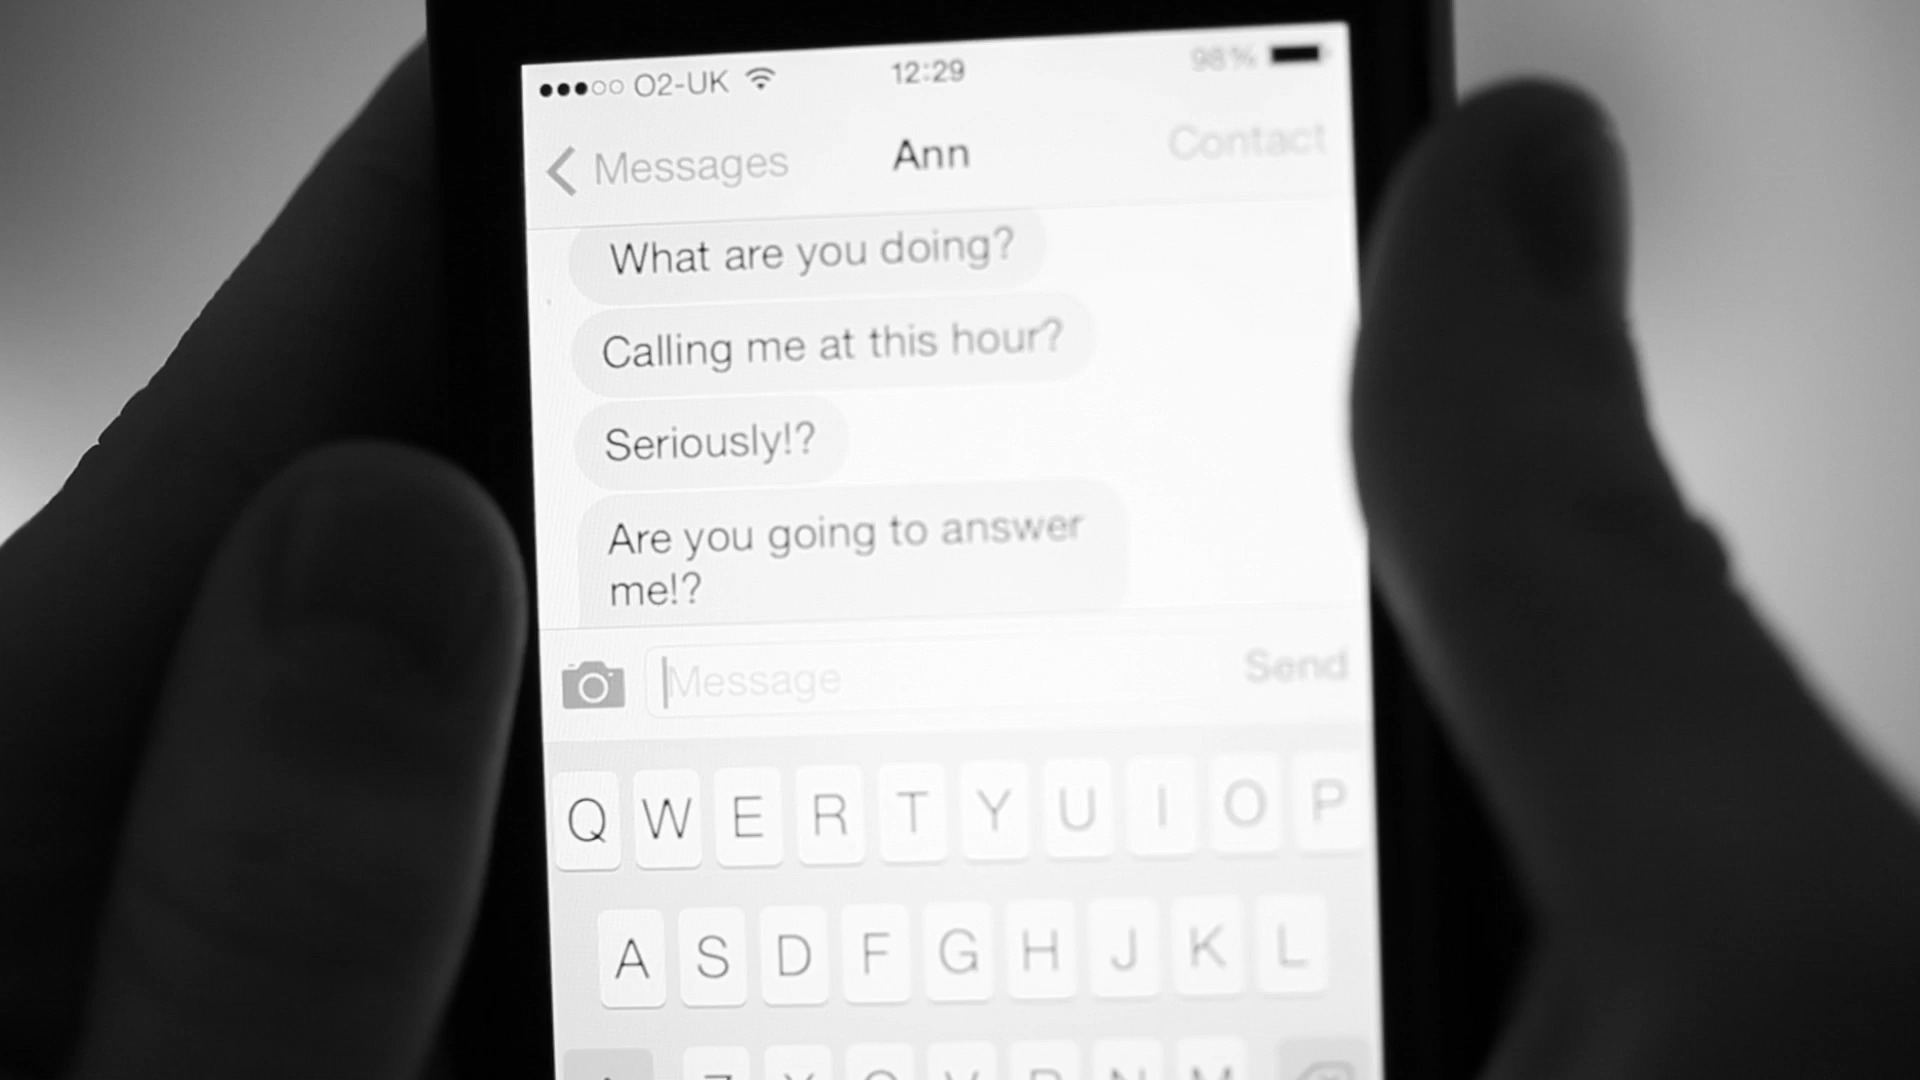 O2-UK 12:29 98%
Messages Ann Contact
What are you doing?
Calling me at this hour?
Seriously!?
Are you going to answer
me!?
Message Send
Q W E R T Y U I O P
A S D F G H J K L
Z X C V B N M